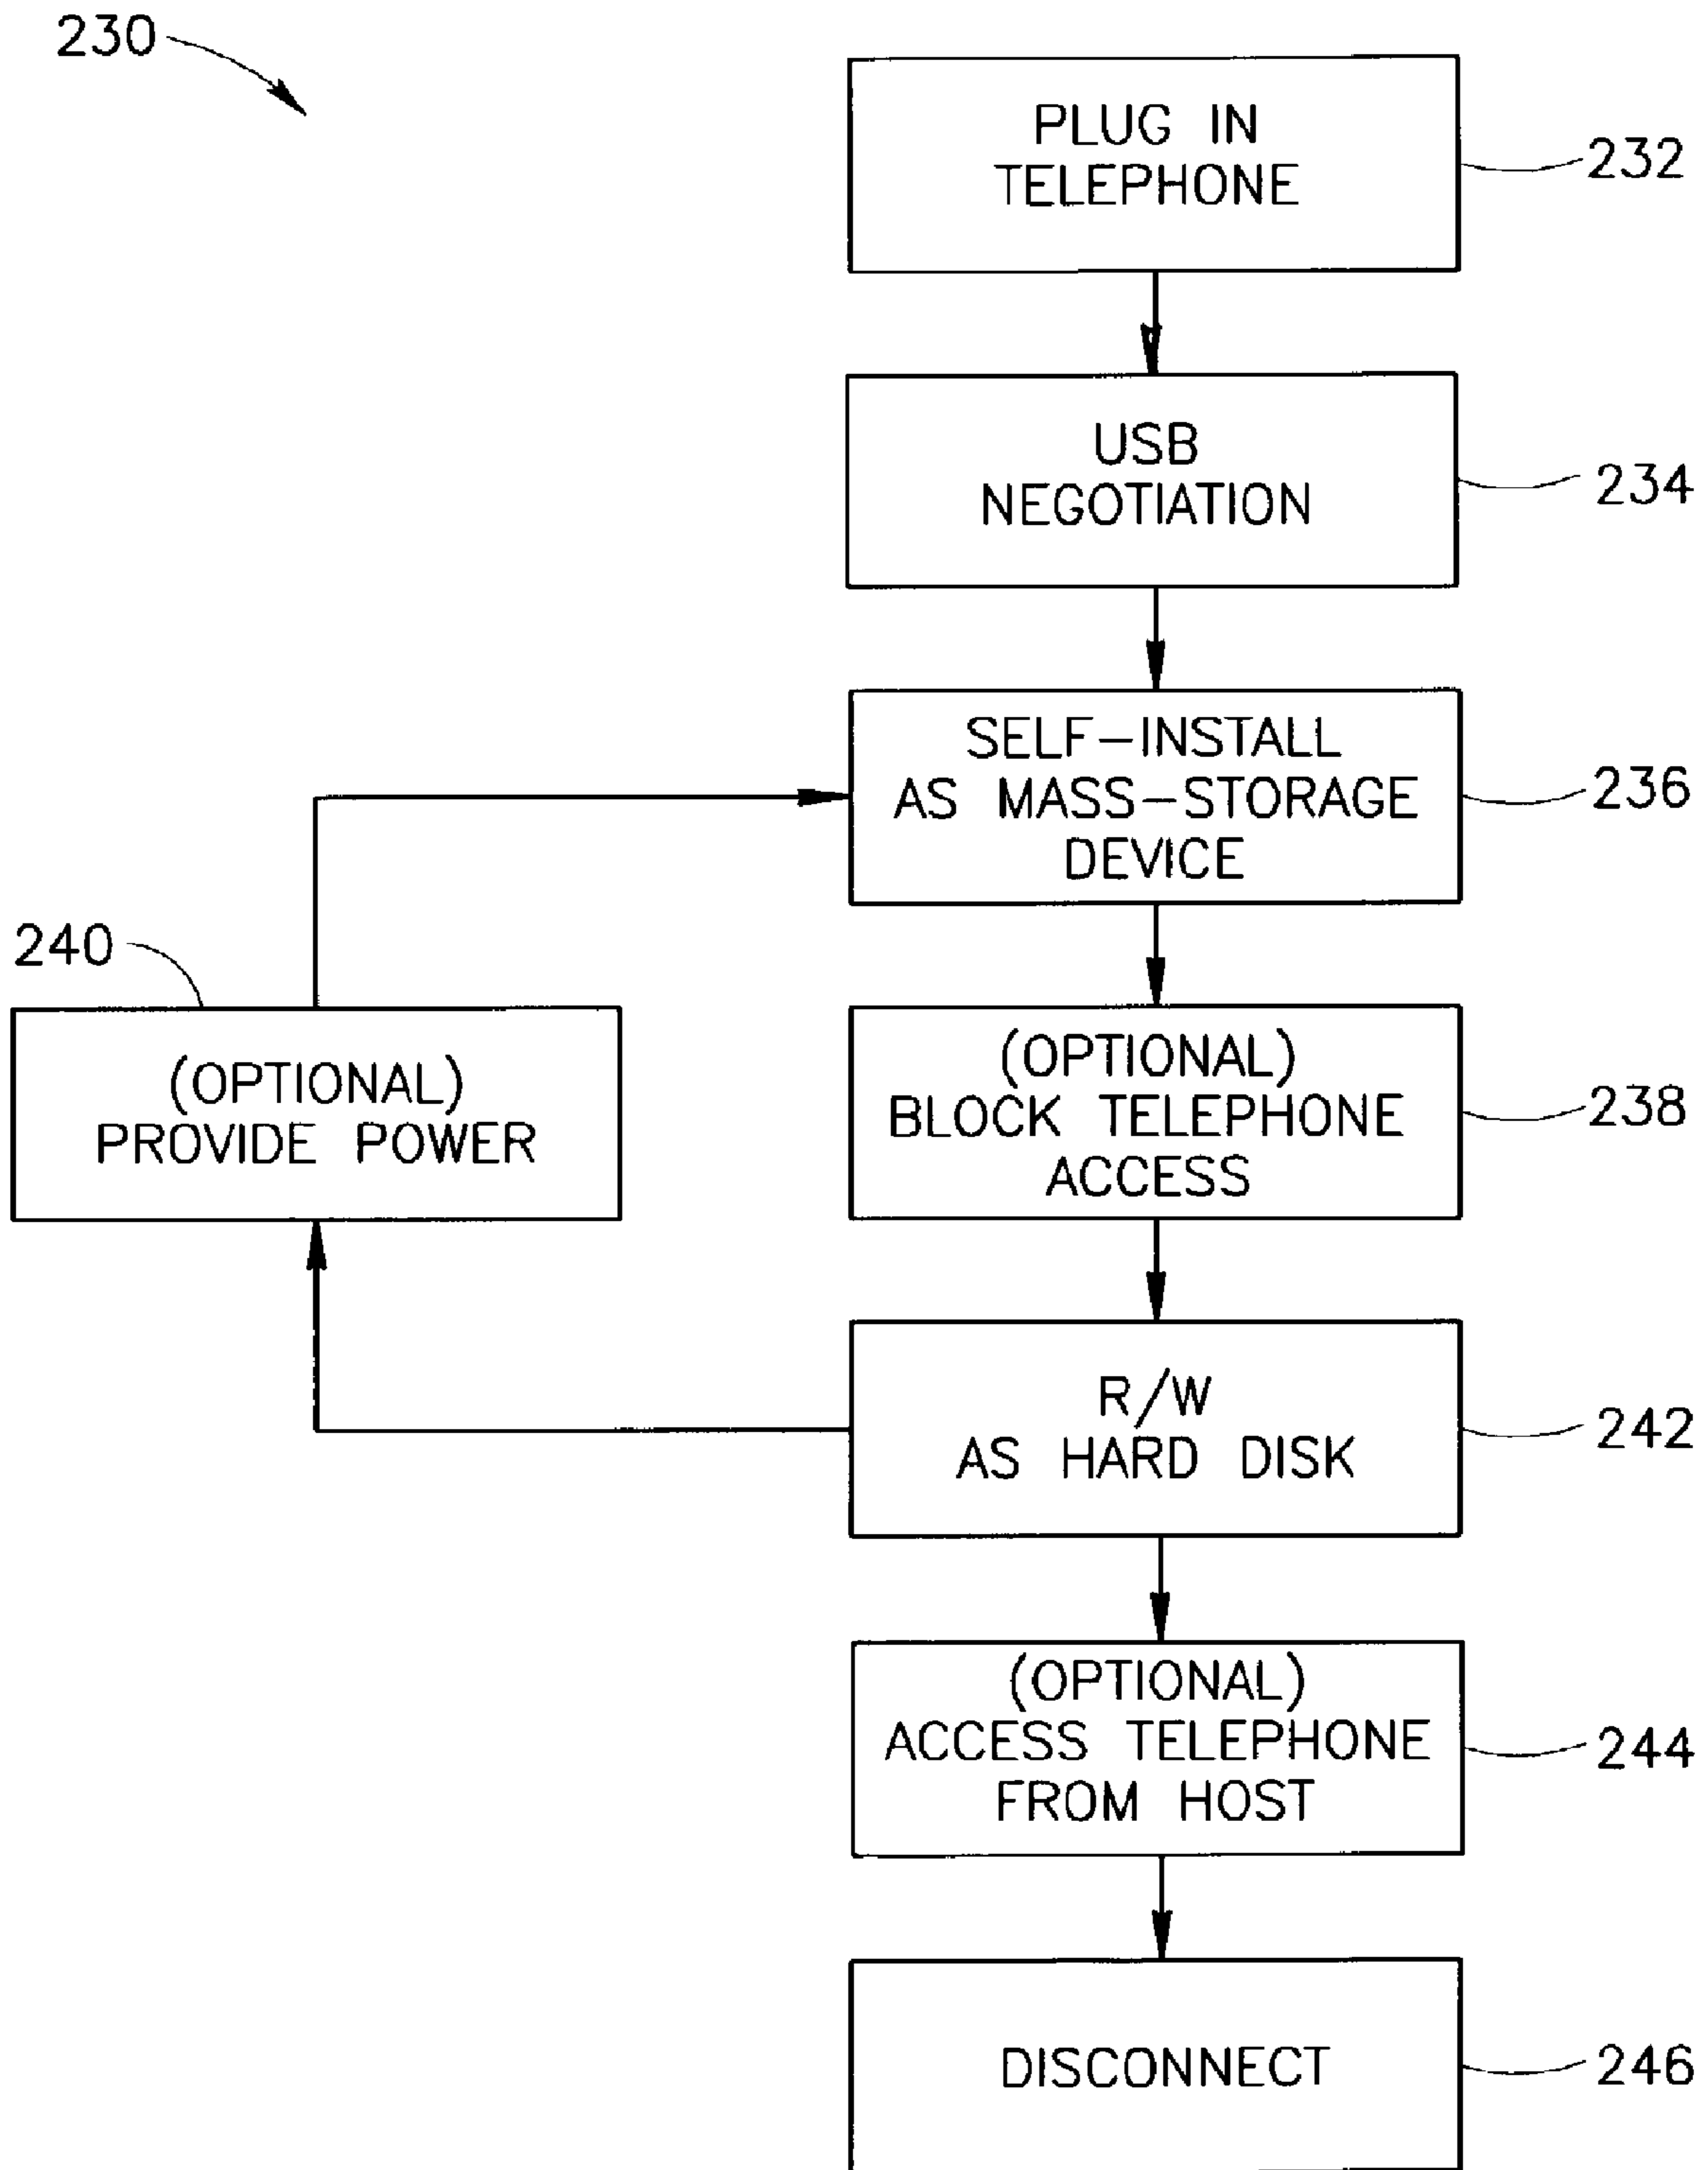 230
PLUG IN
TELEPHONE
232
USB
NEGOTIATION
234
SELF-INSTALL
AS MASS-STORAGE
DEVICE
236
240
(OPTIONAL)
PROVIDE POWER
(OPTIONAL)
BLOCK TELEPHONE
ACCESS
238
R/W
AS HARD DISK
242
(OPTIONAL)
ACCESS TELEPHONE
FROM HOST
244
DISCONNECT
246